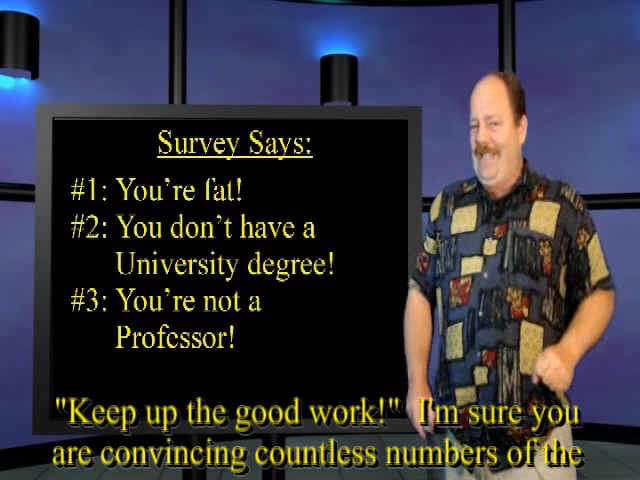 Survey Says:
#1: You're fat!
#2: You don't have a
University degree!
#3: You're not a
Professor!
"Keep up the good work!"  I'm sure you
are convincing countless numbers of the